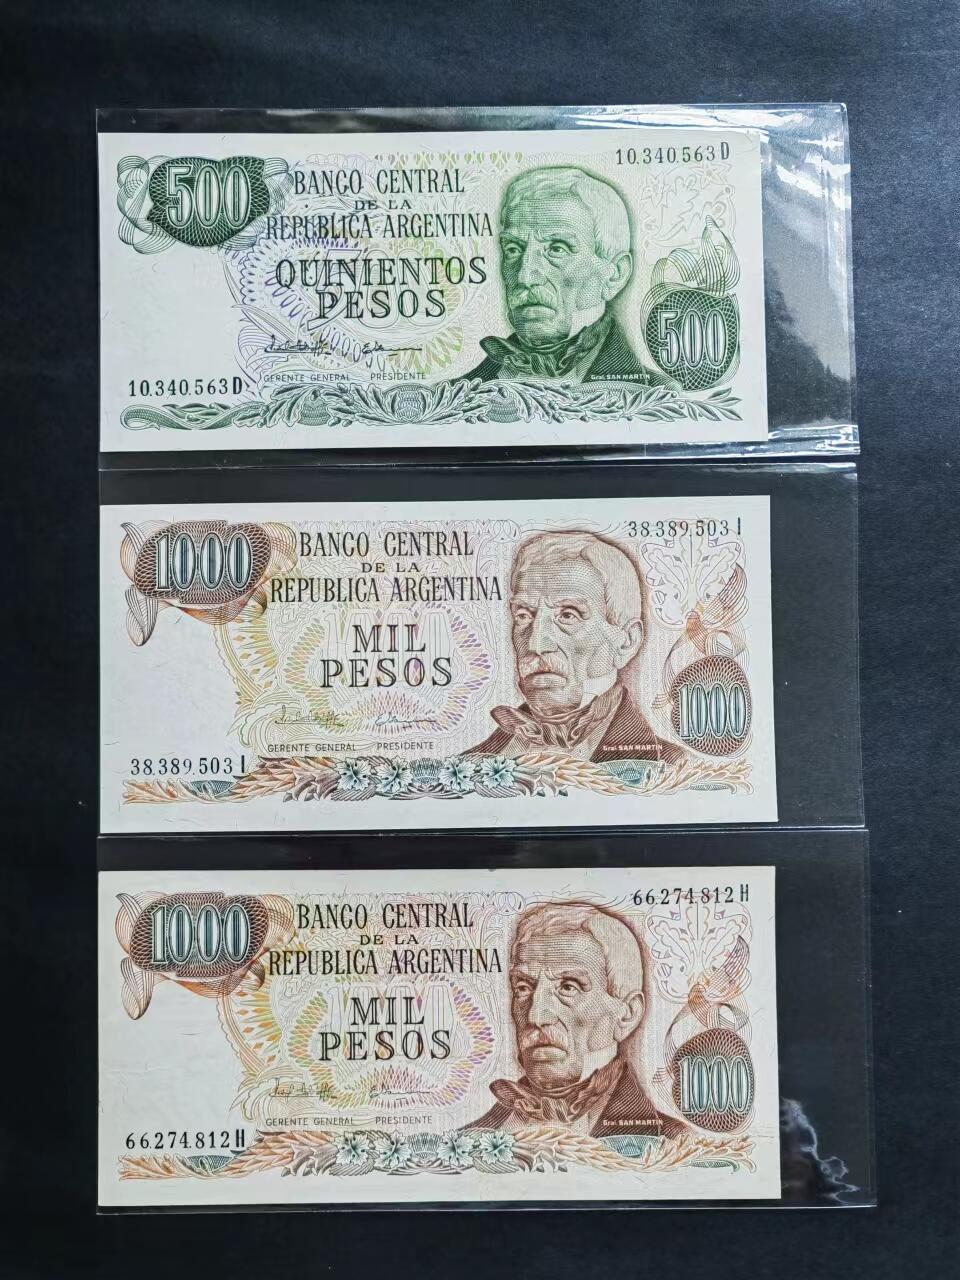 10.340.563 D
500
BANCO CENTRAL
DE LA
REPUBLICA ARGENTINA
QUINIENTOS
PESOS
500
GERENTE GENERAL PRESIDENTE
Gral. SAN MARTIN
10.340.563 D
38.389.503 I
1000
BANCO CENTRAL
DE LA
REPUBLICA ARGENTINA
MIL
PESOS
1000
GERENTE GENERAL PRESIDENTE
Gral. SAN MARTIN
38.389.503 I
66.274.812 H
1000
BANCO CENTRAL
DE LA
REPUBLICA ARGENTINA
MIL
PESOS
1000
GERENTE GENERAL PRESIDENTE
Gral. SAN MARTIN
66.274.812 H